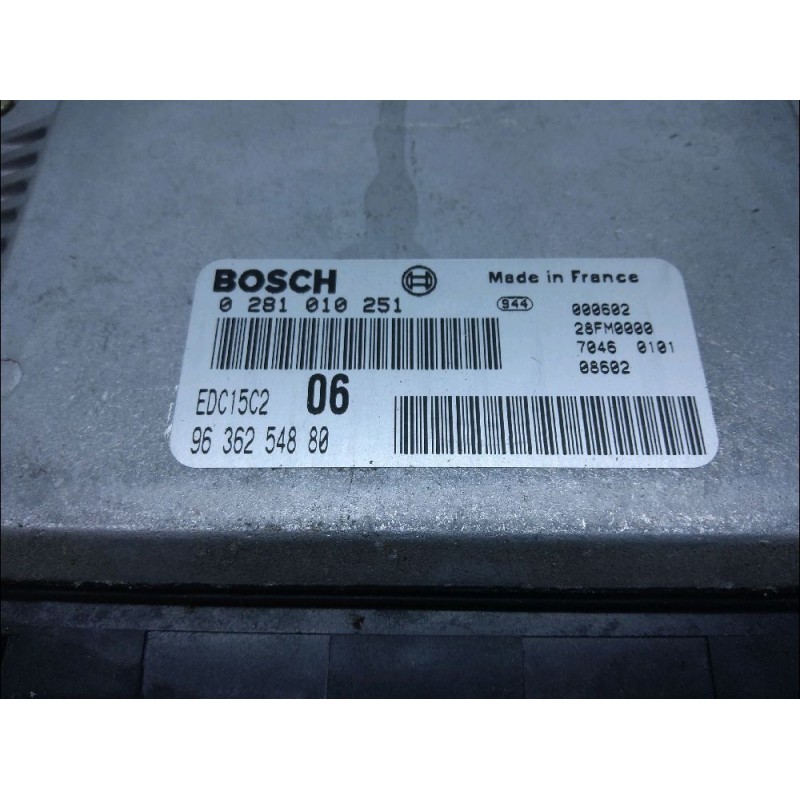 BOSCH Made in France
0 281 010 251 944 000602
28FM0000
7046 0101
08602
EDC15C2 06
96 362 548 80